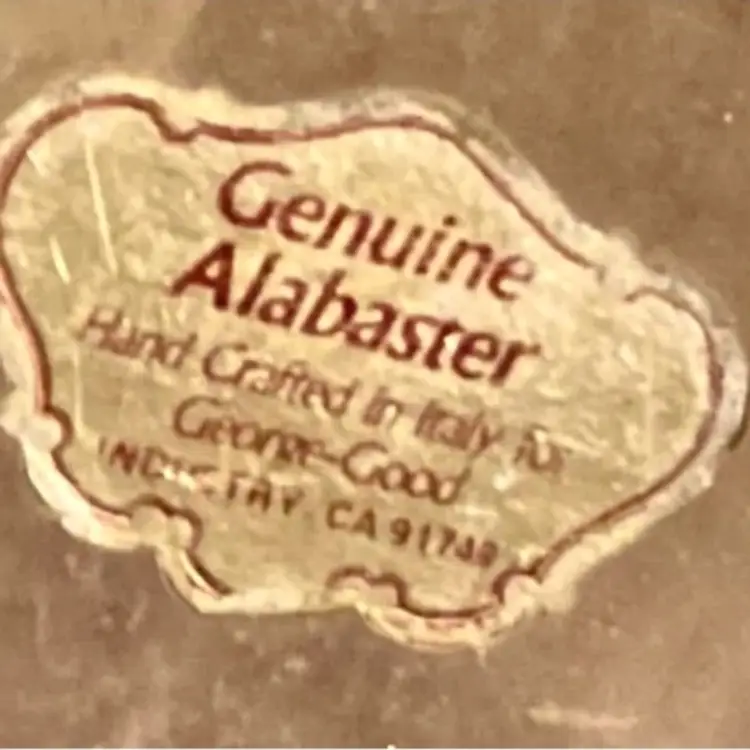 Genuine
Alabaster
Hand Crafted In Italy for
George-Good
INDUSTRY, CA 91748